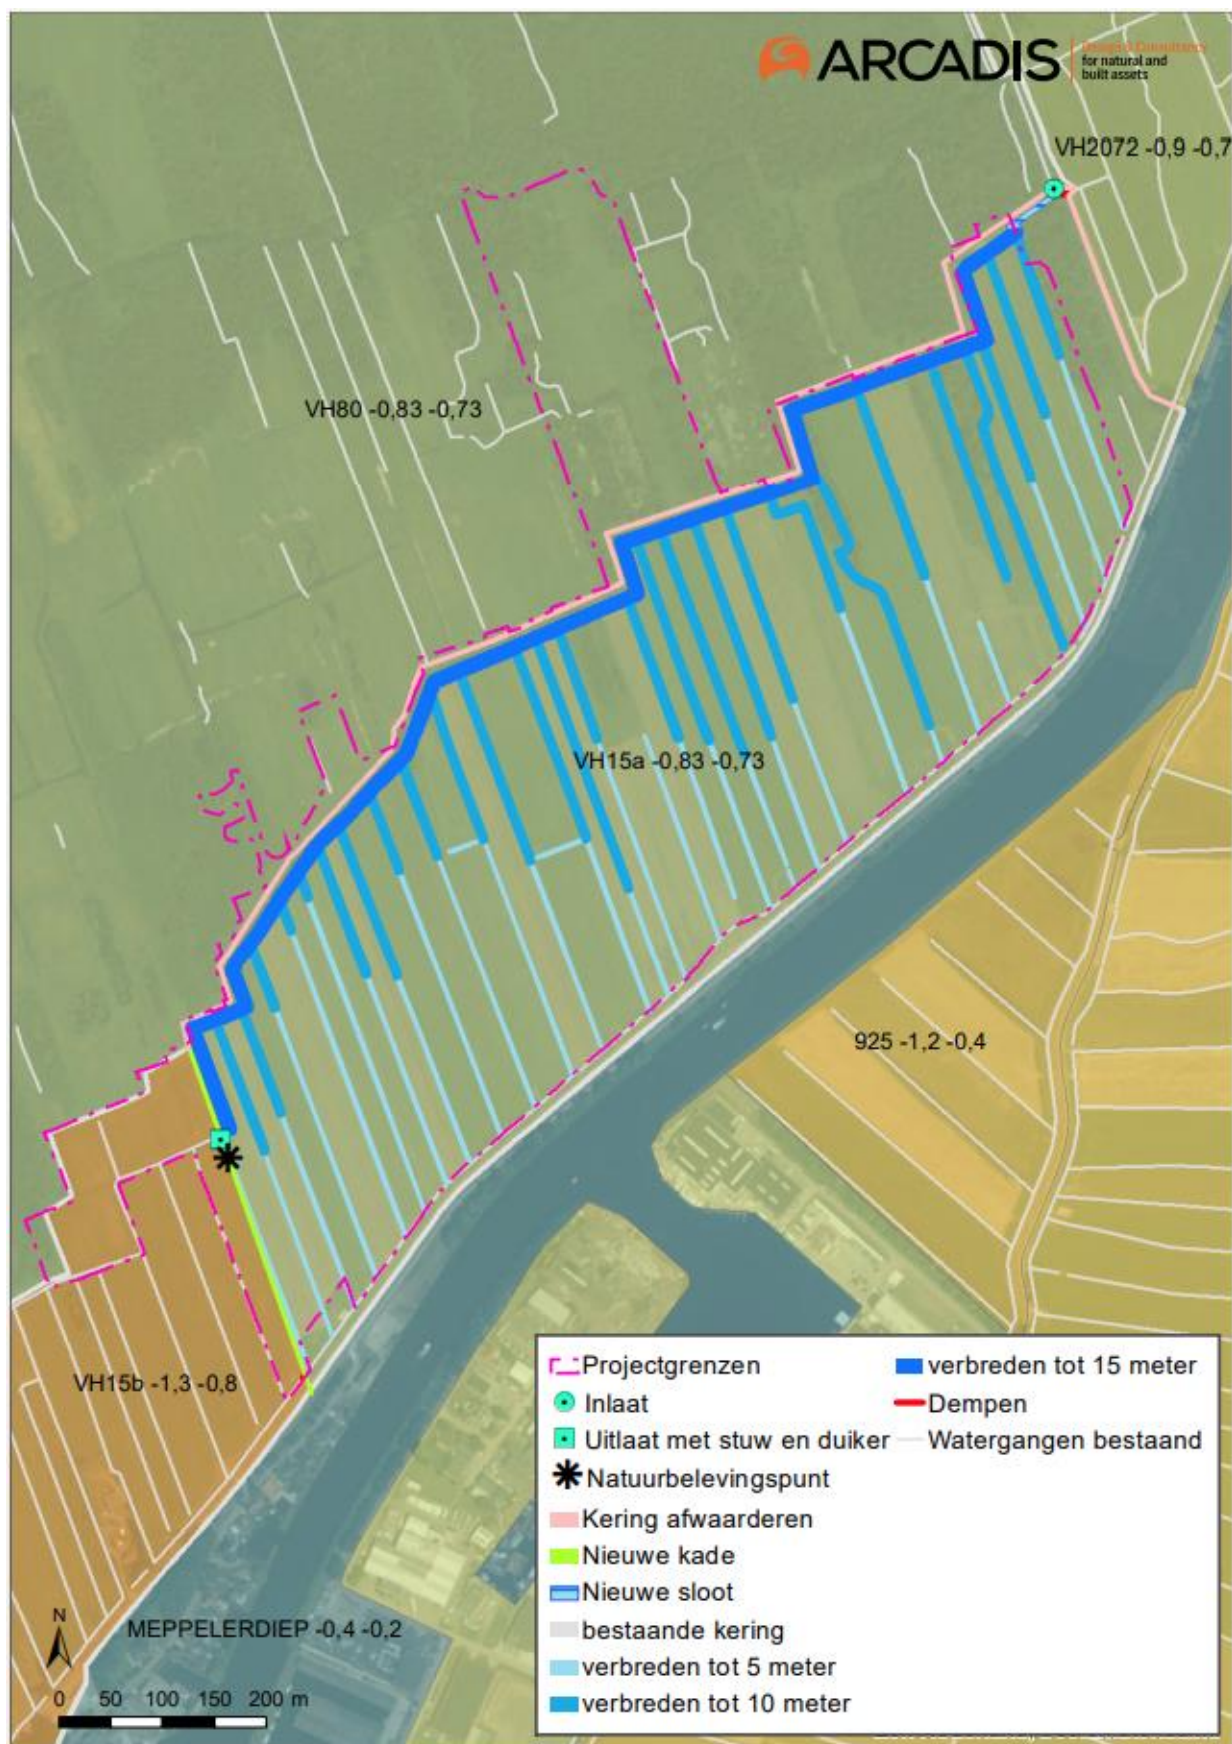 ARCADIS
Design & Consultancy
for natural and
built assets
VH2072 -0,9 -0,7
VH80 -0,83 -0,73
VH15a -0,83 -0,73
925 -1,2 -0,4
VH15b -1,3 -0,8
MEPPELERDIEP -0,4 -0,2
N
0 50 100 150 200 m
Projectgrenzen
Inlaat
Uitlaat met stuw en duiker
Natuurbelevingspunt
Kering afwaarderen
Nieuwe kade
Nieuwe sloot
bestaande kering
verbreden tot 5 meter
verbreden tot 10 meter
verbreden tot 15 meter
Dempen
Watergangen bestaand